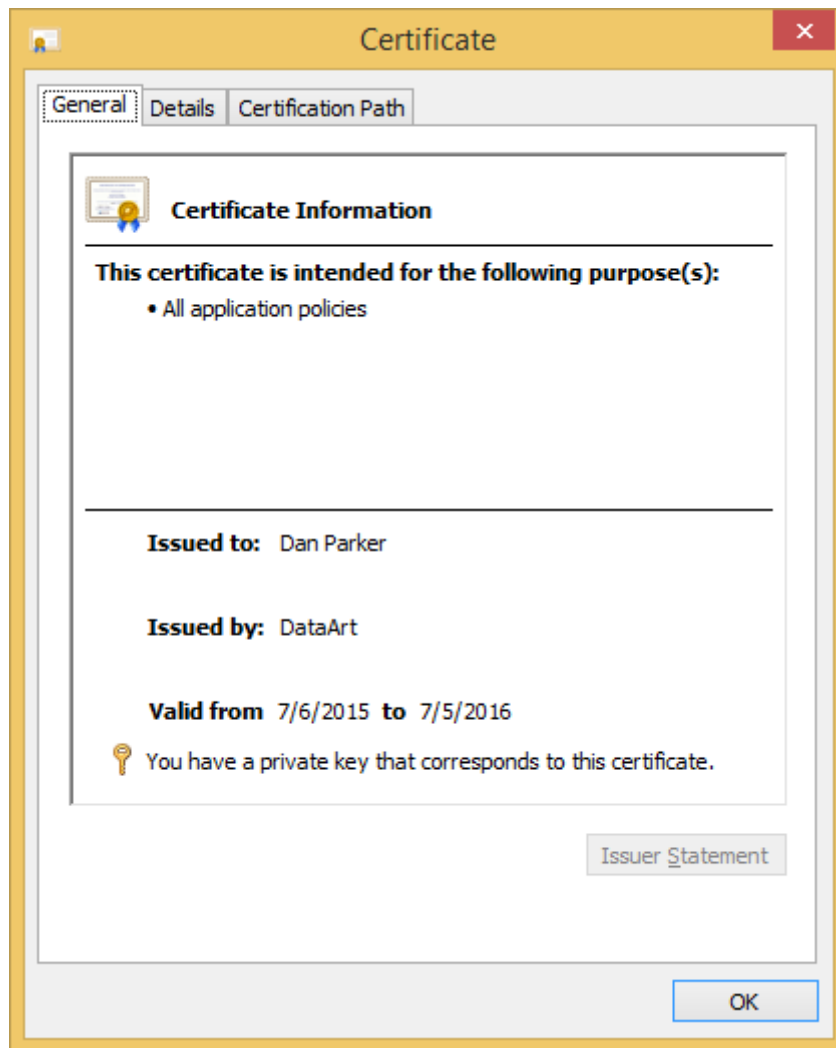 Certificate
General Details Certification Path
Certificate Information
This certificate is intended for the following purpose(s):
• All application policies
Issued to: Dan Parker
Issued by: DataArt
Valid from 7/6/2015 to 7/5/2016
You have a private key that corresponds to this certificate.
Issuer Statement
OK